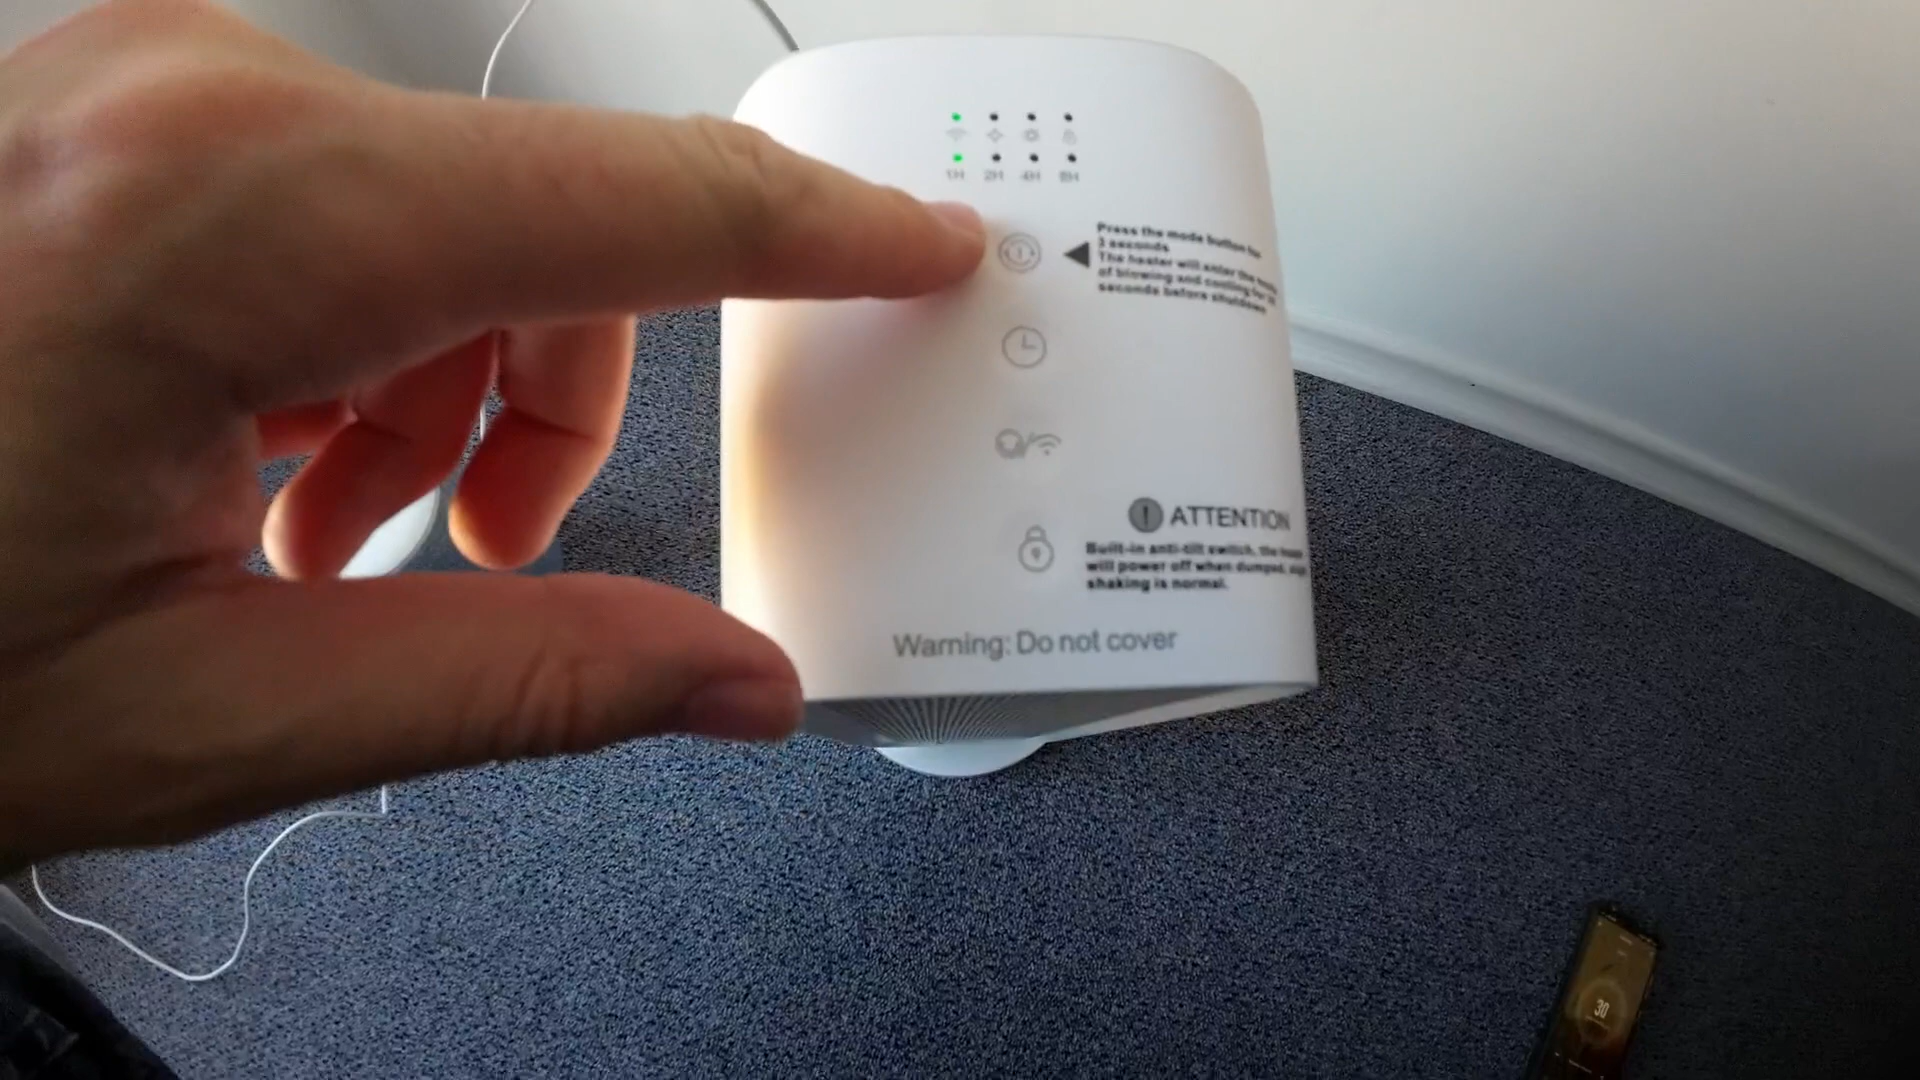 1H 2H 4H 8H
Press the mode button for
3 seconds
The heater will enter the
of blowing and cooling for
seconds before shutdown
ATTENTION
Built-in anti-tilt switch, the
will power off when dumped,
shaking is normal.
Warning: Do not cover
30